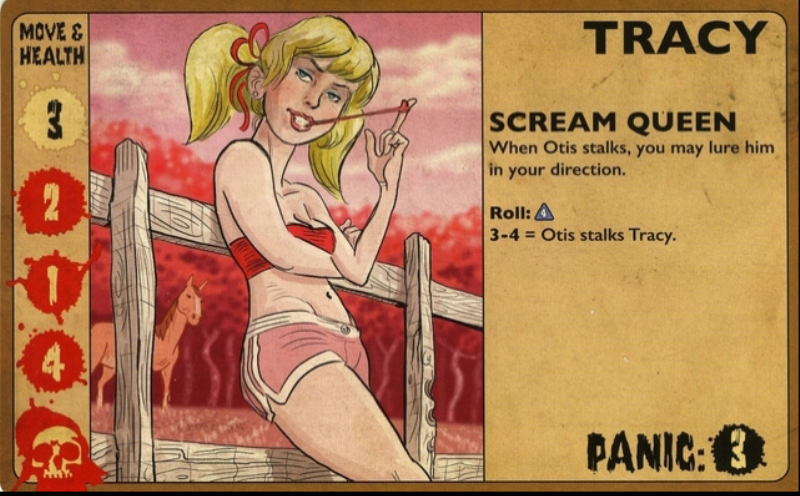 MOVE &
HEALTH
3
2
1
4
TRACY
SCREAM QUEEN
When Otis stalks, you may lure him
in your direction.
Roll: 4
3-4 = Otis stalks Tracy.
PANIC: 3